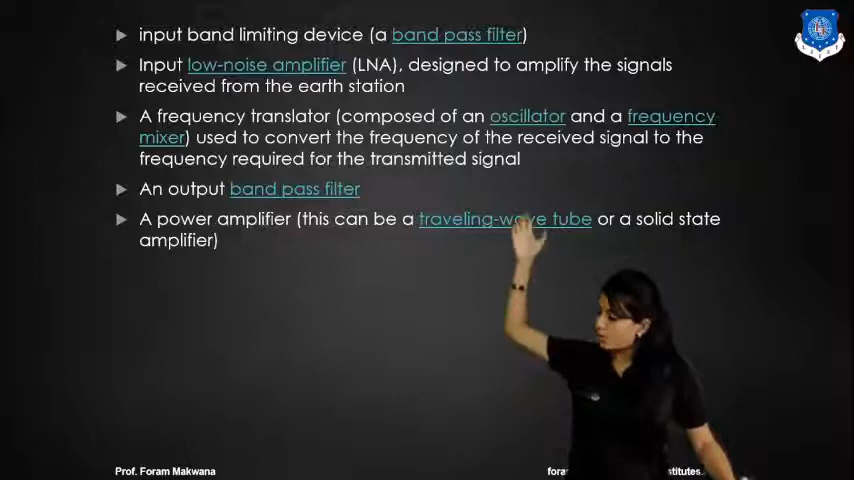 input band limiting device (a band pass filter)
Input low-noise amplifier (LNA), designed to amplify the signals
received from the earth station
A frequency translator (composed of an oscillator and a frequency
mixer) used to convert the frequency of the received signal to the
frequency required for the transmitted signal
An output band pass filter
A power amplifier (this can be a traveling-wave tube or a solid state
amplifier)
Prof. Foram Makwana